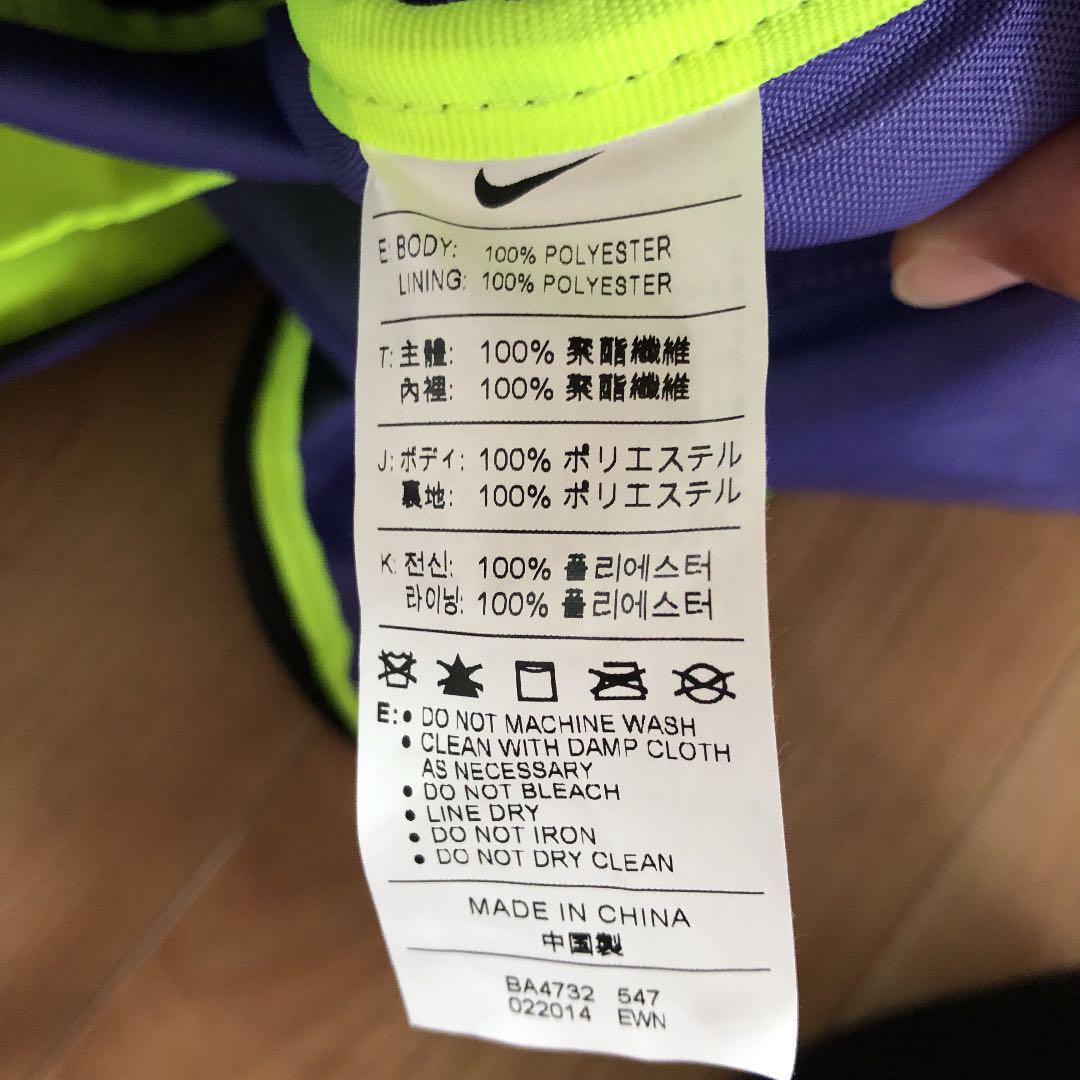 E: BODY: 100% POLYESTER
LINING: 100% POLYESTER
T: 主體: 100% 聚酯纖維
內裡: 100% 聚酯纖維
J: ボディ: 100% ポリエステル
裏地: 100% ポリエステル
K: 전신: 100% 폴리에스터
라이닝: 100% 폴리에스터
E: • DO NOT MACHINE WASH
• CLEAN WITH DAMP CLOTH
AS NECESSARY
• DO NOT BLEACH
• LINE DRY
• DO NOT IRON
• DO NOT DRY CLEAN
MADE IN CHINA
中国製
BA4732 547
022014 EWN